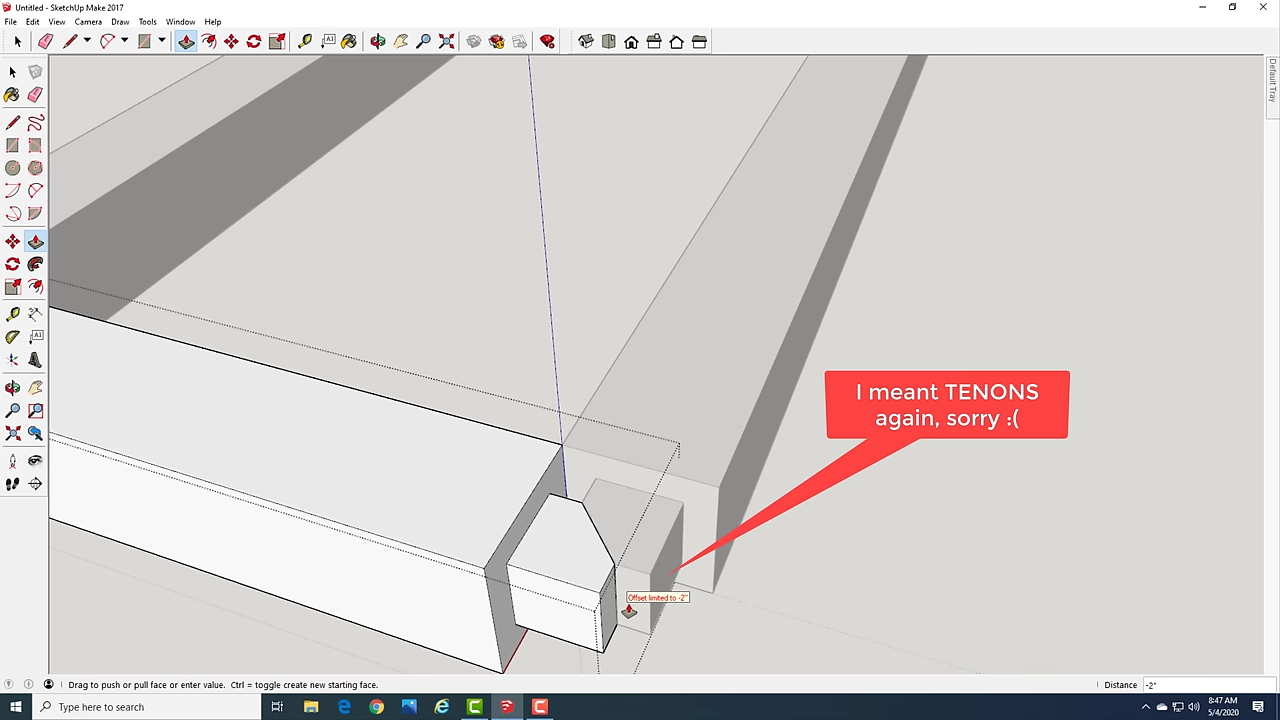 Untitled - SketchUp Make 2017
File Edit View Camera Draw Tools Window Help
Default Tray
I meant TENONS
again, sorry :(
Offset limited to -2"
Drag to push or pull face or enter value. Ctrl = toggle create new starting face.
Distance -2"
Type here to search
8:47 AM
5/4/2020